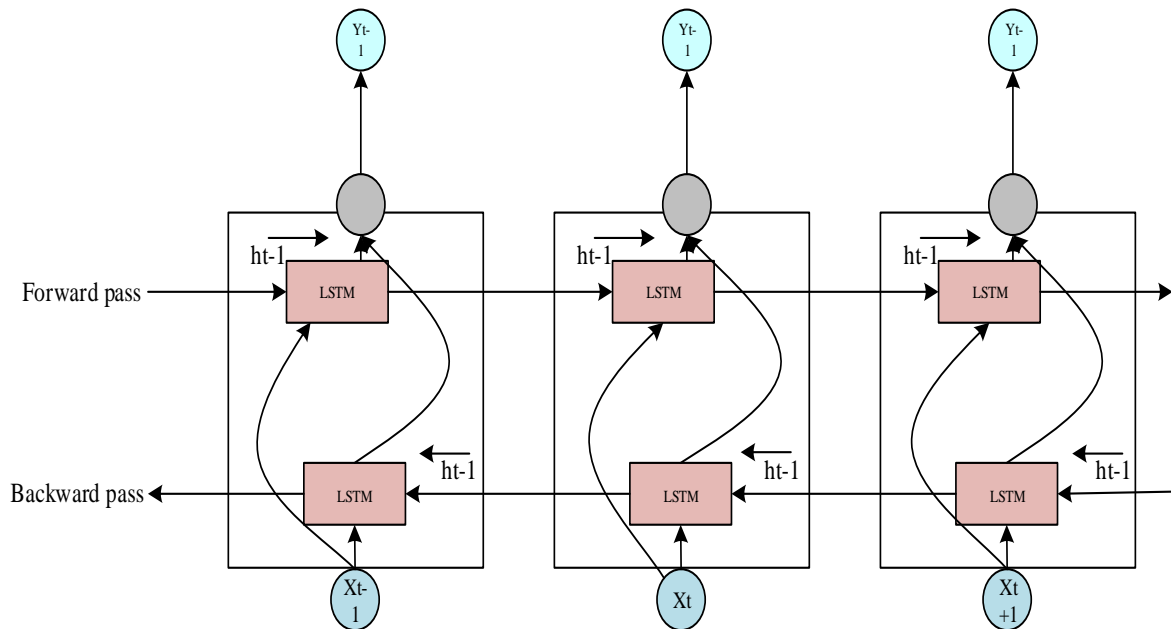 Yt-
1
Yt-
1
Yt-
1
ht-1
ht-1
ht-1
Forward pass
LSTM
LSTM
LSTM
ht-1
ht-1
ht-1
Backward pass
LSTM
LSTM
LSTM
Xt-
1
Xt
Xt
+1